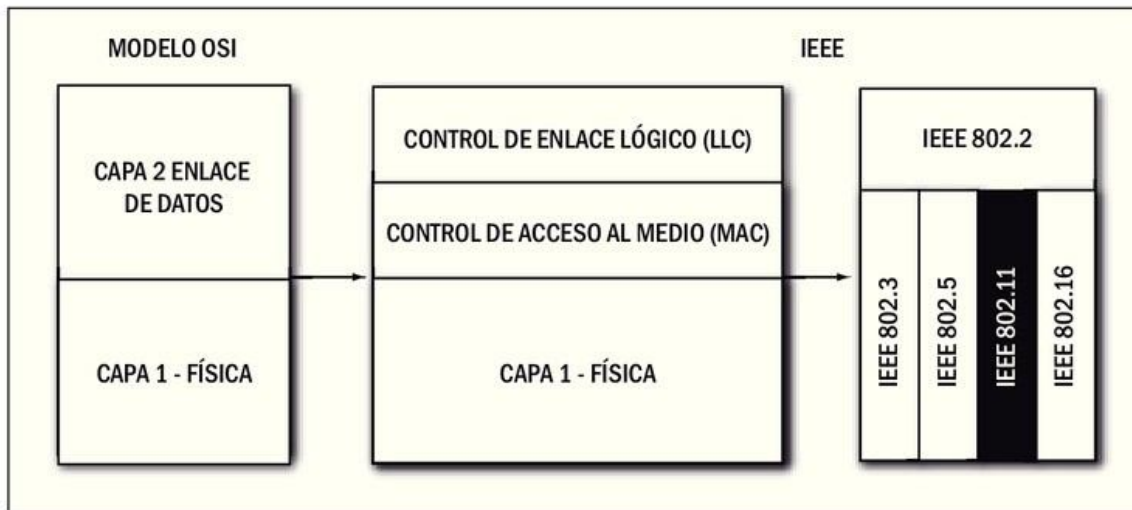 MODELO OSI
IEEE
CAPA 2 ENLACE
DE DATOS
CAPA 1 - FÍSICA
CONTROL DE ENLACE LÓGICO (LLC)
CONTROL DE ACCESO AL MEDIO (MAC)
CAPA 1 - FÍSICA
IEEE 802.2
IEEE 802.3
IEEE 802.5
IEEE 802.11
IEEE 802.16